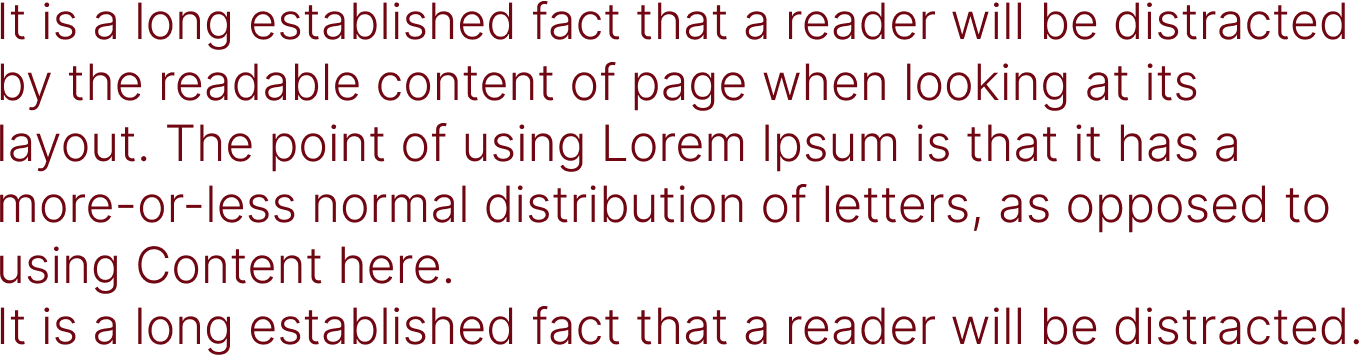 It is a long established fact that a reader will be distracted
by the readable content of page when looking at its
layout. The point of using Lorem Ipsum is that it has a
more-or-less normal distribution of letters, as opposed to
using Content here.
It is a long established fact that a reader will be distracted.